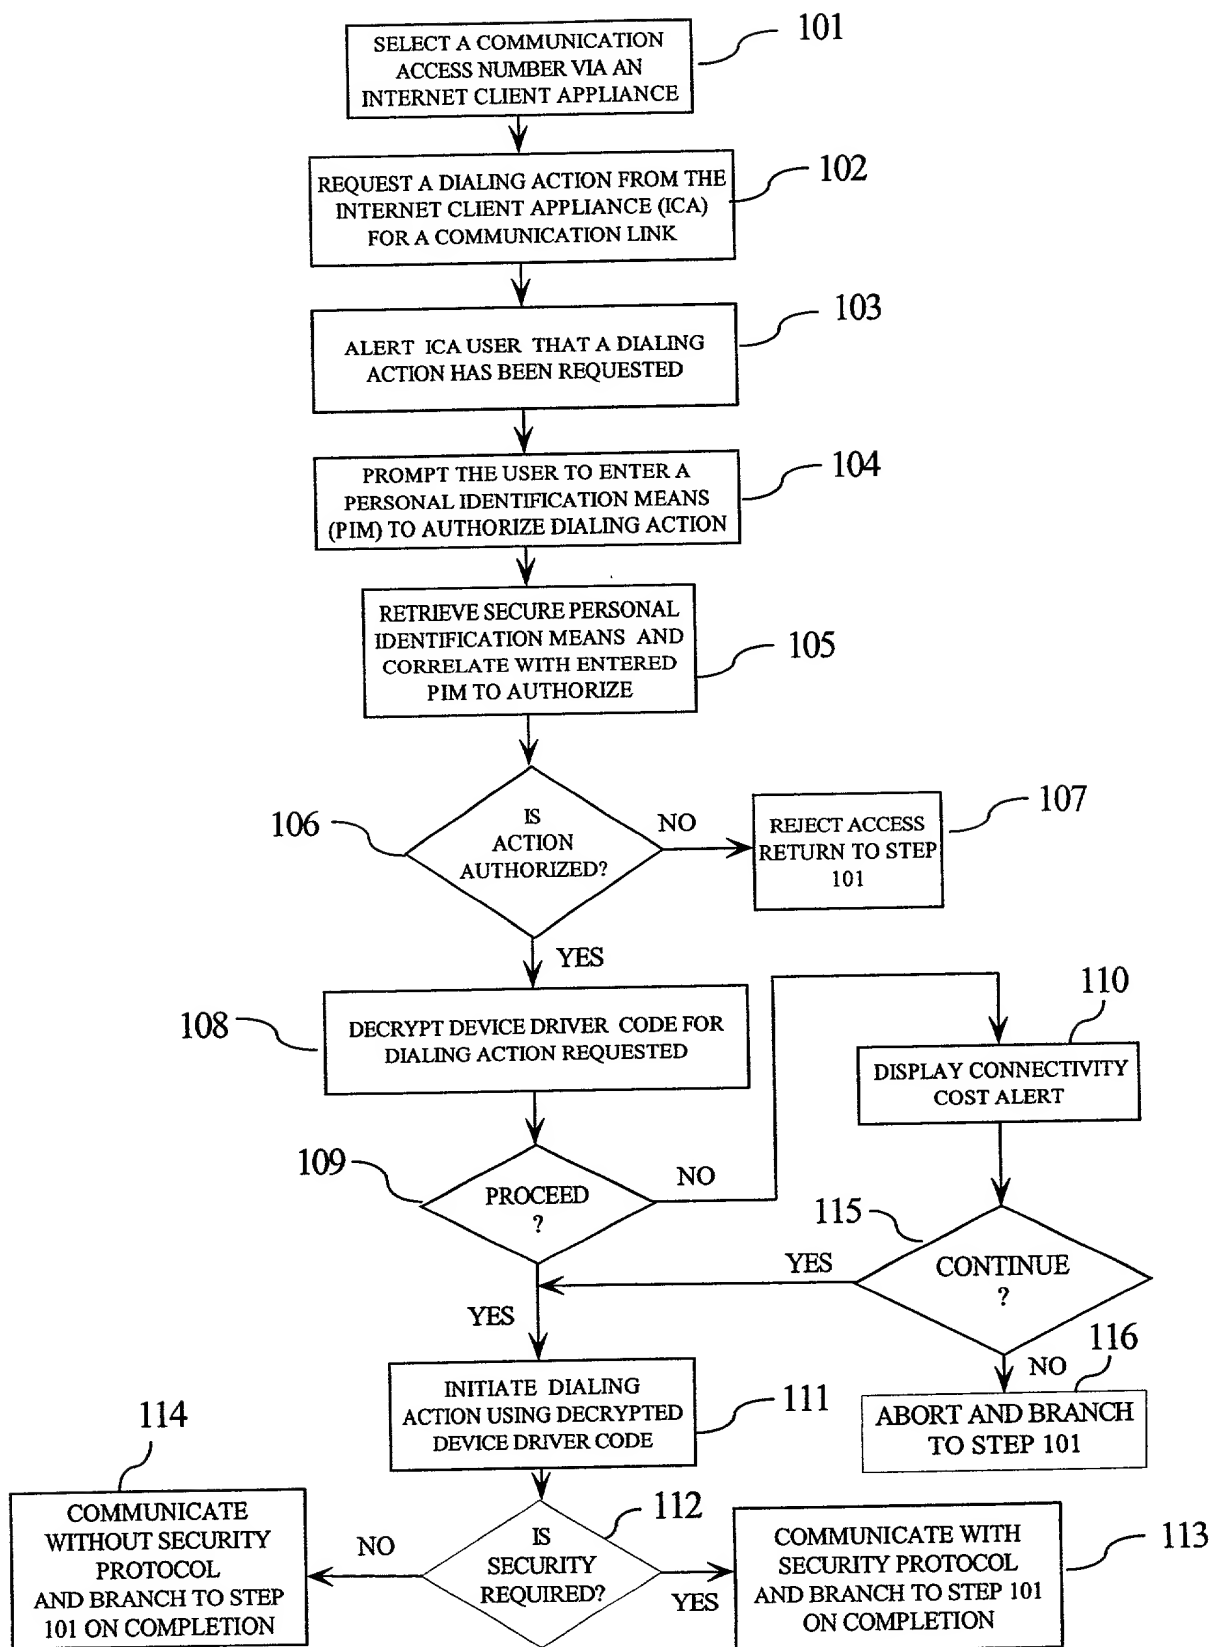 101
SELECT A COMMUNICATION
ACCESS NUMBER VIA AN
INTERNET CLIENT APPLIANCE
102
REQUEST A DIALING ACTION FROM THE
INTERNET CLIENT APPLIANCE (ICA)
FOR A COMMUNICATION LINK
103
ALERT ICA USER THAT A DIALING
ACTION HAS BEEN REQUESTED
104
PROMPT THE USER TO ENTER A
PERSONAL IDENTIFICATION MEANS
(PIM) TO AUTHORIZE DIALING ACTION
RETRIEVE SECURE PERSONAL
IDENTIFICATION MEANS AND
CORRELATE WITH ENTERED
PIM TO AUTHORIZE
105
106
IS
ACTION
AUTHORIZED?
NO
107
REJECT ACCESS
RETURN TO STEP
101
YES
108
DECRYPT DEVICE DRIVER CODE FOR
DIALING ACTION REQUESTED
110
DISPLAY CONNECTIVITY
COST ALERT
109
PROCEED
?
NO
115
CONTINUE
?
YES
YES
NO
116
ABORT AND BRANCH
TO STEP 101
INITIATE DIALING
ACTION USING DECRYPTED
DEVICE DRIVER CODE
111
112
IS
SECURITY
REQUIRED?
NO
114
COMMUNICATE
WITHOUT SECURITY
PROTOCOL
AND BRANCH TO STEP
101 ON COMPLETION
YES
COMMUNICATE WITH
SECURITY PROTOCOL
AND BRANCH TO STEP 101
ON COMPLETION
113